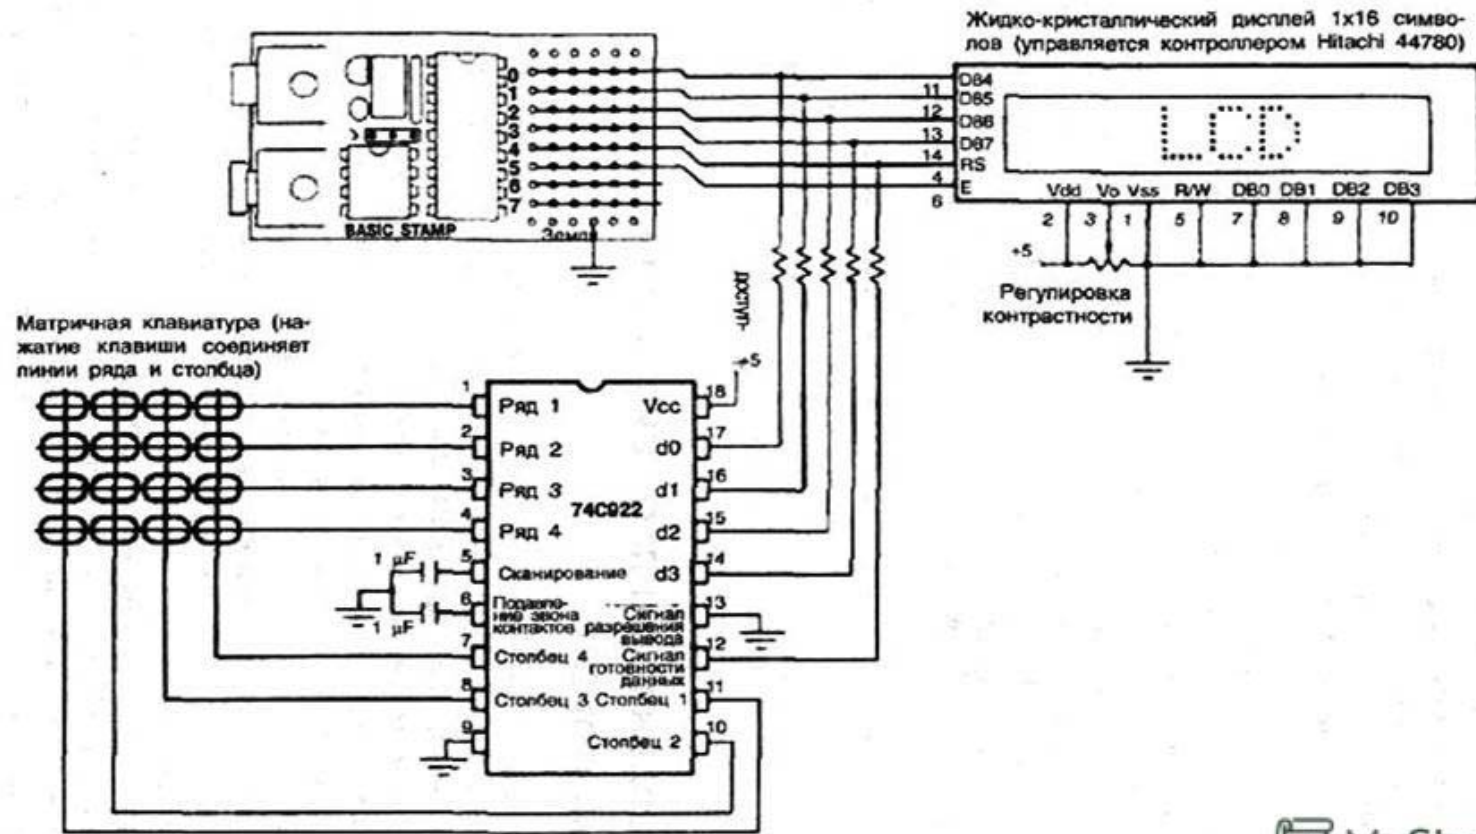 Жидко-кристаллический дисплей 1x16 симво-
лов (управляется контроллером Hitachi 44780)
0
1
2
3
4
5
6
7
BASIC STAMP
Земля
DB4
11 DB5
12 DB6
13 DB7
14 RS
4 E
6
LCD
Vdd Vo Vss R/W DB0 DB1 DB2 DB3
2 3 1 5 7 8 9 10
+5
Регулировка
контрастности
доступ-
+5
Матричная клавиатура (на-
жатие клавиши соединяет
линии ряда и столбца)
1 Ряд 1 Vcc 18
2 Ряд 2 d0 17
3 Ряд 3 d1 16
74C922
4 Ряд 4 d2 15
1 µF 5 Сканирование d3 14
1 µF 6 Подавле-
ние звона
контактов
Сигнал 13
разрешения
вывода
7 Столбец 4 Сигнал 12
готовности
данных
8 Столбец 3 Столбец 1 11
9 Столбец 2 10